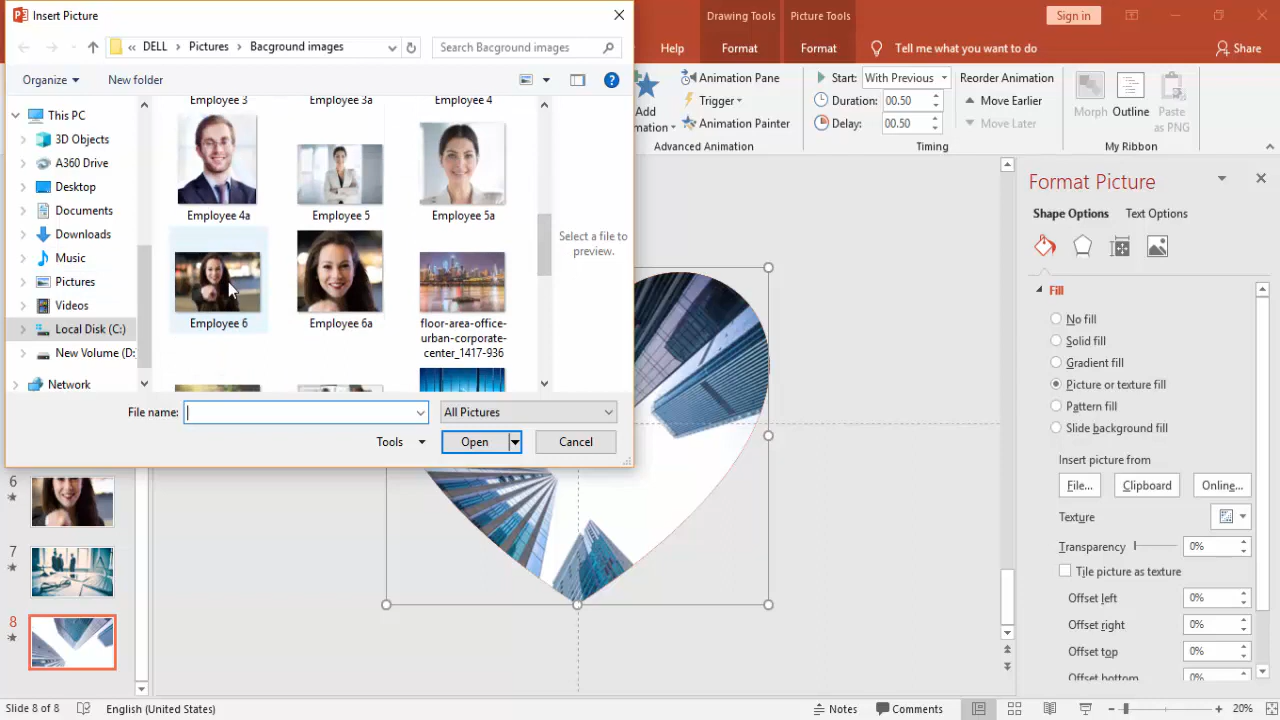 Insert Picture
DELL
Pictures
Bacground images
Search Bacground images
Organize
New folder
This PC
3D Objects
A360 Drive
Desktop
Documents
Downloads
Music
Pictures
Videos
Local Disk (C:)
New Volume (D:
Network
Employee 3
Employee 3a
Employee 4
Employee 4a
Employee 5
Employee 5a
Employee 6
Employee 6a
floor-area-office-
urban-corporate-
center_1417-936
Select a file to
preview.
File name:
All Pictures
Tools
Open
Cancel
Drawing Tools
Picture Tools
Sign in
Help
Format
Format
Tell me what you want to do
Share
Add
mation
Animation Pane
Trigger
Animation Painter
Advanced Animation
Start:
With Previous
Duration:
00.50
Delay:
00.50
Reorder Animation
Move Earlier
Move Later
Timing
Morph
Outline
Paste
as PNG
My Ribbon
Format Picture
Shape Options
Text Options
Fill
No fill
Solid fill
Gradient fill
Picture or texture fill
Pattern fill
Slide background fill
Insert picture from
File...
Clipboard
Online...
Texture
Transparency
0%
Tile picture as texture
Offset left
0%
Offset right
0%
Offset top
0%
Offset bottom
0%
6
7
8
Slide 8 of 8
English (United States)
Notes
Comments
20%